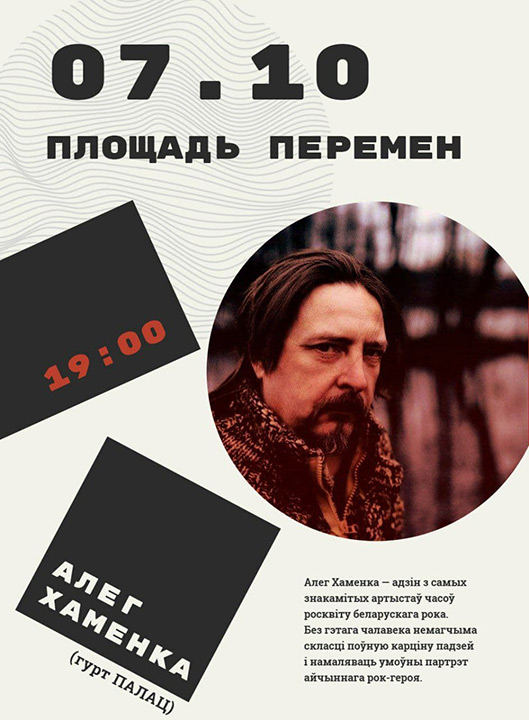 07.10
ПЛОЩАДЬ ПЕРЕМЕН
19:00
АЛЕГ
ХАМЕНКА
(гурт ПАЛАЦ)
Алег Хаменка — адзін з самых
знакамітых артыстаў часоў
росквіту беларускага рока.
Без гэтага чалавека немагчыма
скласці поўную карціну падзей
і намаляваць умоўны партрэт
айчыннага рок-героя.